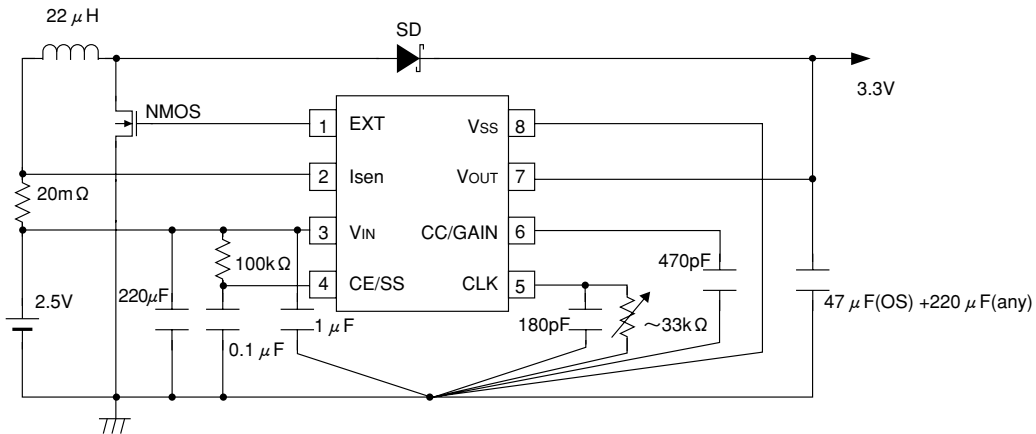 22 μH
SD
3.3V
NMOS
1 EXT VSS 8
2 Isen VOUT 7
20mΩ
3 VIN CC/GAIN 6
100kΩ
470pF
4 CE/SS CLK 5
2.5V
220μF
1 μF
180pF
~33kΩ
47 μF(OS) +220 μF(any)
0.1 μF